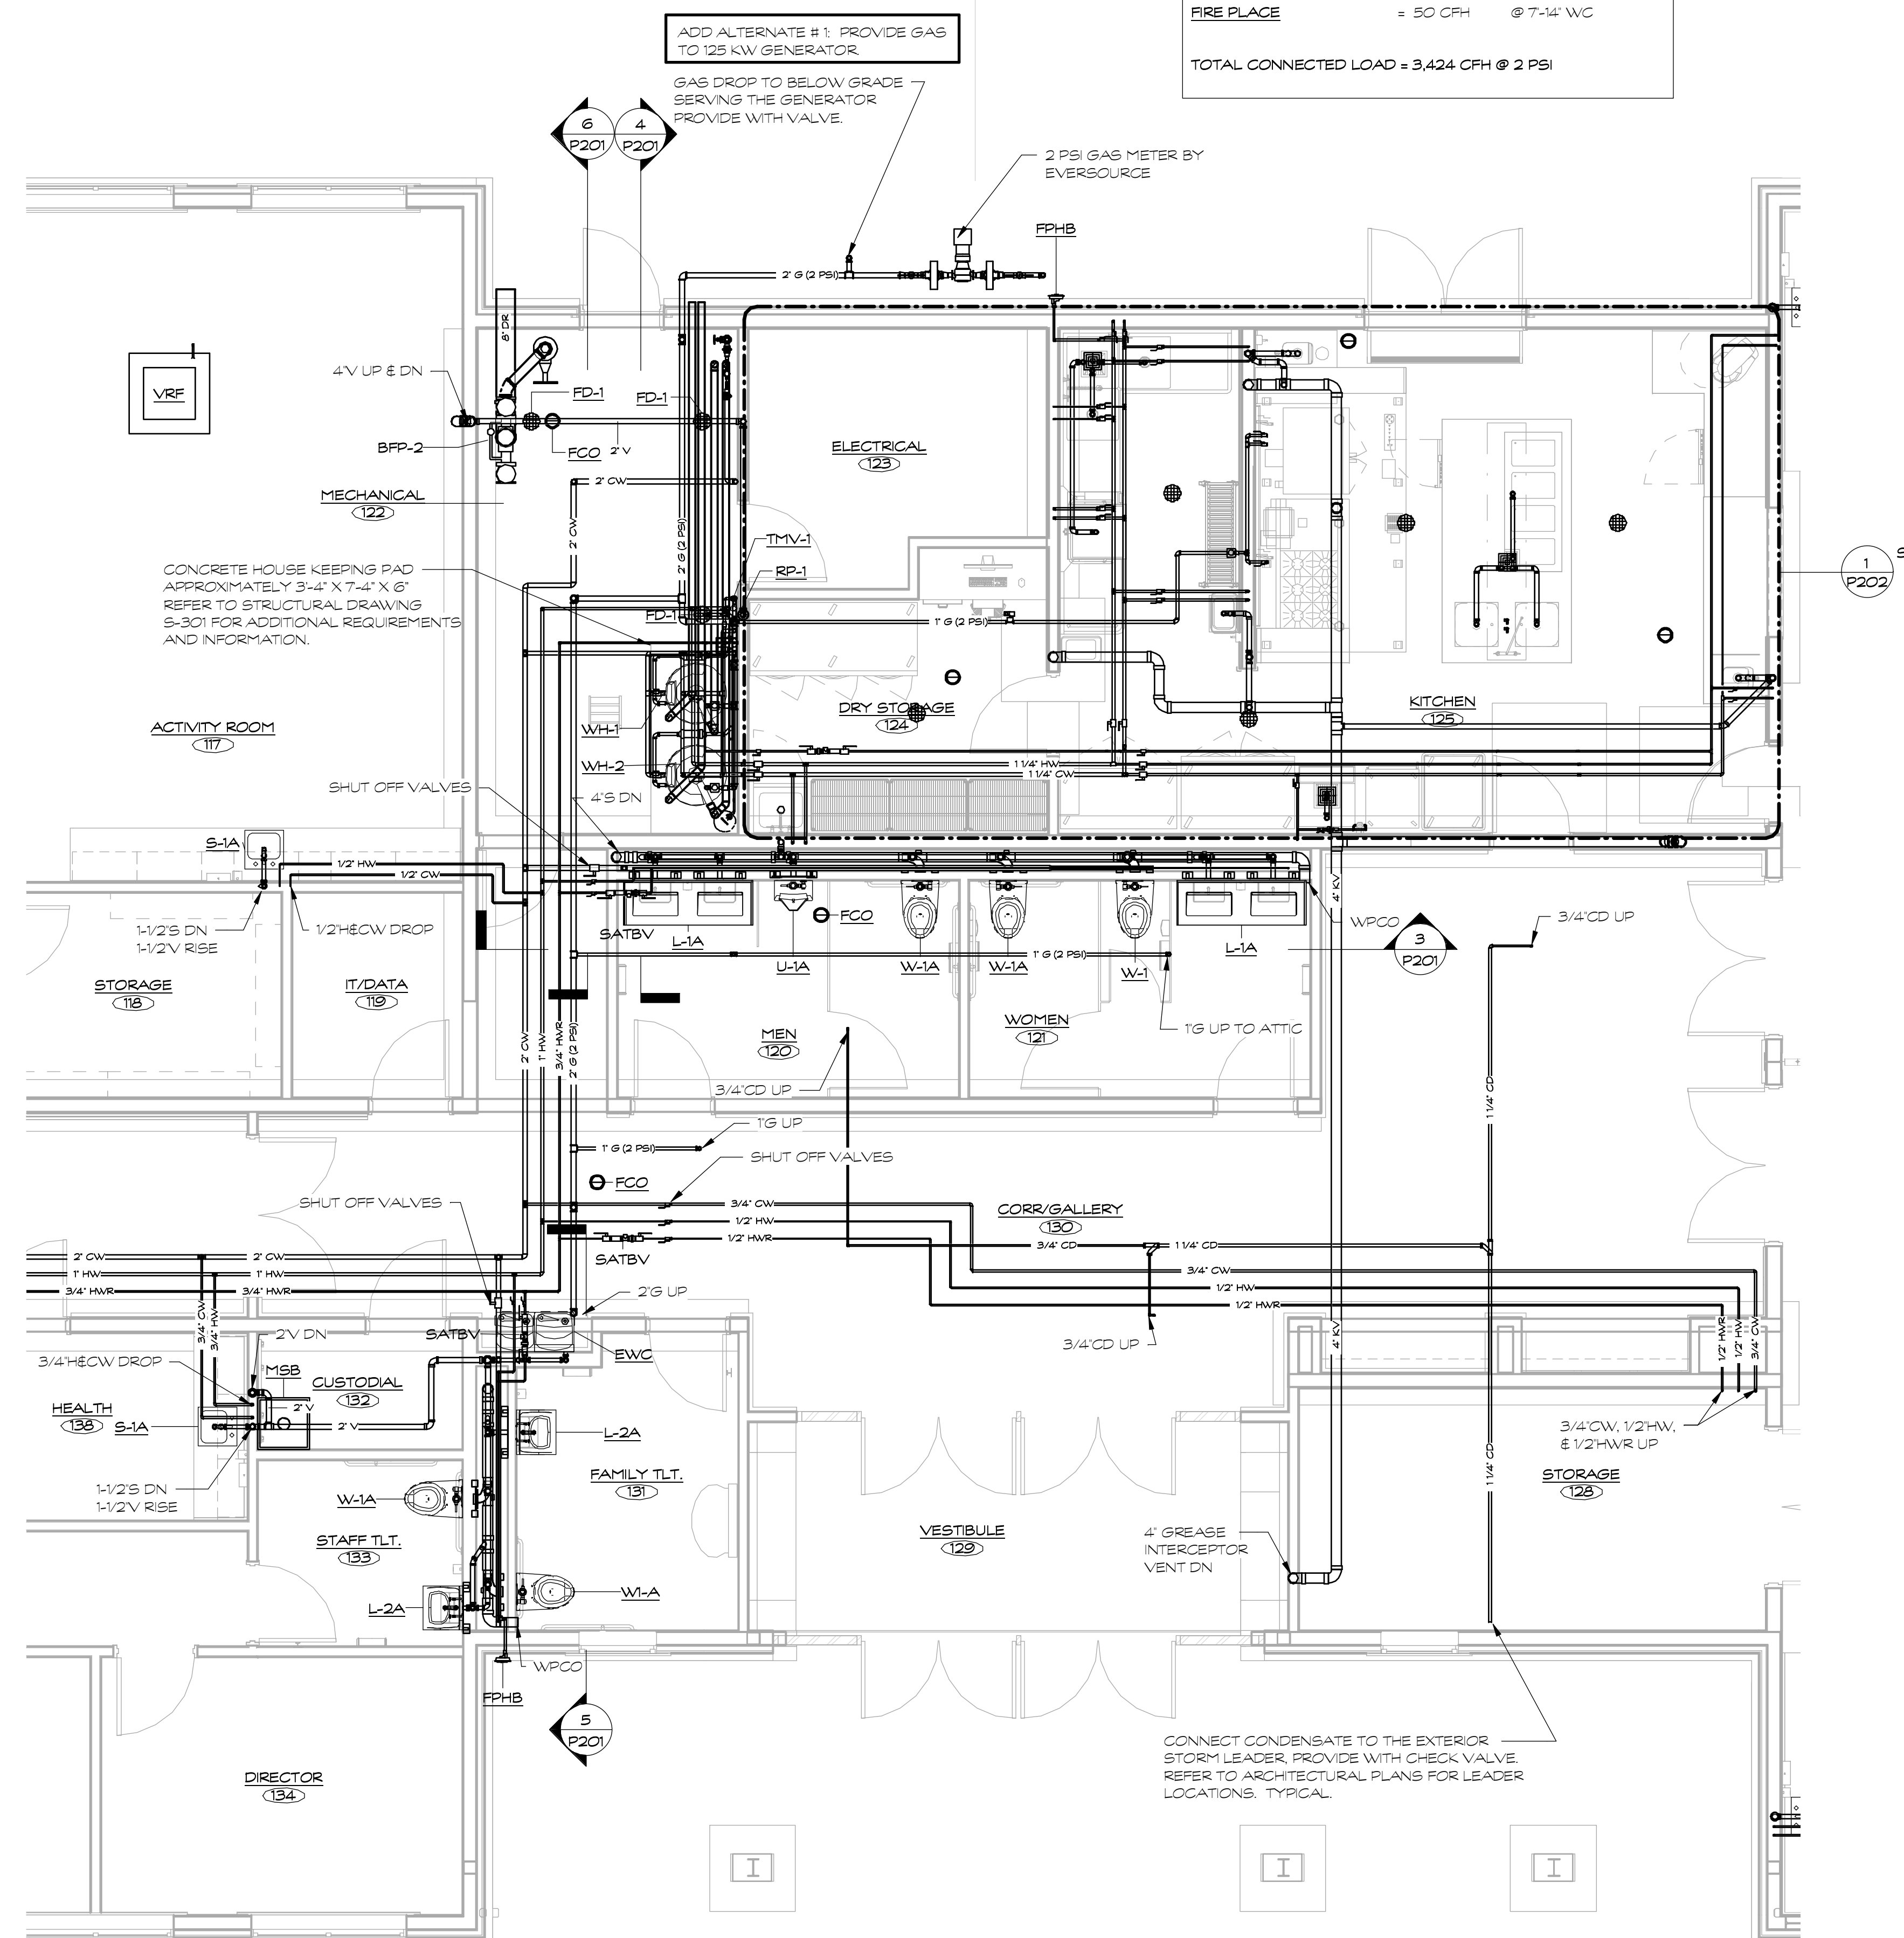 FIRE PLACE = 50 CFH @ 7"-14" WC
TOTAL CONNECTED LOAD = 3,424 CFH @ 2 PSI
ADD ALTERNATE # 1: PROVIDE GAS
TO 125 KW GENERATOR
GAS DROP TO BELOW GRADE
SERVING THE GENERATOR
PROVIDE WITH VALVE.
6
P201
4
P201
2 PSI GAS METER BY
EVERSOURCE
FPHB
2" G (2 PSI)
8" DR
VRF
4"V UP & DN
FD-1
FD-1
BFP-2
FCO
2" V
ELECTRICAL
123
2" CW
MECHANICAL
122
2" CW
2" G (2 PSI)
TMV-1
RP-1
1
P202
CONCRETE HOUSE KEEPING PAD
APPROXIMATELY 3'-4" X 7'-4" X 6"
REFER TO STRUCTURAL DRAWING
S-301 FOR ADDITIONAL REQUIREMENTS
AND INFORMATION.
FD-1
1" G (2 PSI)
ACTIVITY ROOM
117
WH-1
DRY STORAGE
124
KITCHEN
125
WH-2
1 1/4" HW
1 1/4" CW
SHUT OFF VALVES
4"S DN
S-1A
1/2" HW
1/2" CW
4" KV
1-1/2"S DN
1-1/2"V RISE
1/2"H&CW DROP
SATBV
L-1A
FCO
U-1A
W-1A
W-1A
W-1
L-1A
WPCO
3
P201
3/4"CD UP
1" G (2 PSI)
STORAGE
118
IT/DATA
119
MEN
120
WOMEN
121
1"G UP TO ATTIC
2" CW
1" HW
3/4" HWR
2" G (2 PSI)
3/4"CD UP
1 1/4" CD
1"G UP
1" G (2 PSI)
SHUT OFF VALVES
FCO
SHUT OFF VALVES
3/4" CW
1/2" HW
1/2" HWR
CORR/GALLERY
130
3/4" CD
1 1/4" CD
SATBV
2" CW
2" CW
1" HW
1" HW
3/4" HWR
3/4" HWR
3/4" CW
1/2" HW
1/2" HWR
2"G UP
3/4" CW
3/4" HW
2"V DN
SATBV
EWC
3/4"CD UP
4" KV
1/2" HWR
1/2" HW
3/4" CW
3/4"H&CW DROP
MSB
CUSTODIAL
132
2" V
HEALTH
138
S-1A
2" V
L-2A
3/4"CW, 1/2"HW,
& 1/2"HWR UP
1 1/4" CD
1-1/2"S DN
1-1/2"V RISE
W-1A
FAMILY TLT.
131
STORAGE
128
STAFF TLT.
133
VESTIBULE
129
4" GREASE
INTERCEPTOR
VENT DN
L-2A
W1-A
WPCO
FPHB
5
P201
CONNECT CONDENSATE TO THE EXTERIOR
STORM LEADER, PROVIDE WITH CHECK VALVE.
REFER TO ARCHITECTURAL PLANS FOR LEADER
LOCATIONS. TYPICAL.
DIRECTOR
134